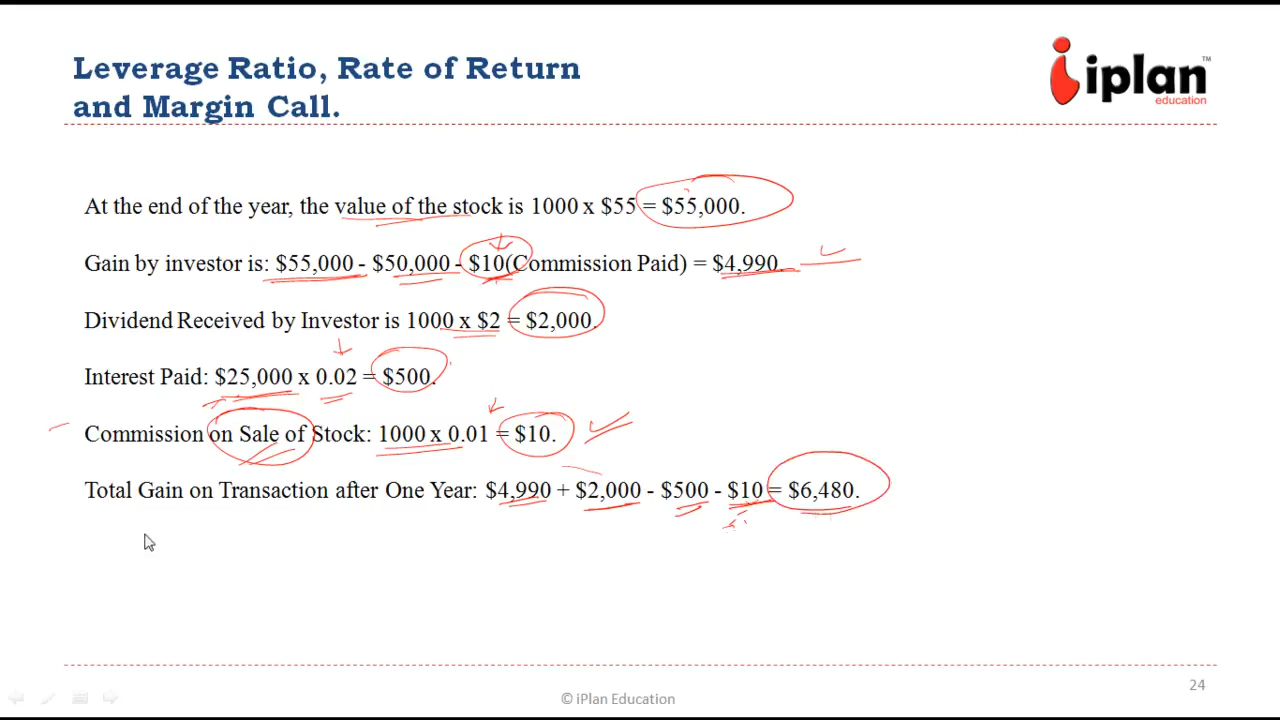 Leverage Ratio, Rate of Return
and Margin Call.
iplan™
education
At the end of the year, the value of the stock is 1000 x $55 = $55,000.
Gain by investor is: $55,000 - $50,000 - $10(Commission Paid) = $4,990.
Dividend Received by Investor is 1000 x $2 = $2,000.
Interest Paid: $25,000 x 0.02 = $500.
Commission on Sale of Stock: 1000 x 0.01 = $10.
Total Gain on Transaction after One Year: $4,990 + $2,000 - $500 - $10 = $6,480.
© iPlan Education
24